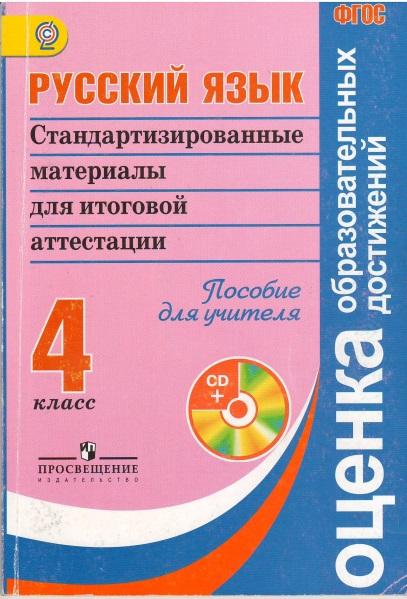 ФГОС
РУССКИЙ ЯЗЫК
Стандартизированные
материалы
для итоговой
аттестации
Пособие
для учителя
4
класс
CD
+
ПРОСВЕЩЕНИЕ
ИЗДАТЕЛЬСТВО
оценка
образовательных
достижений